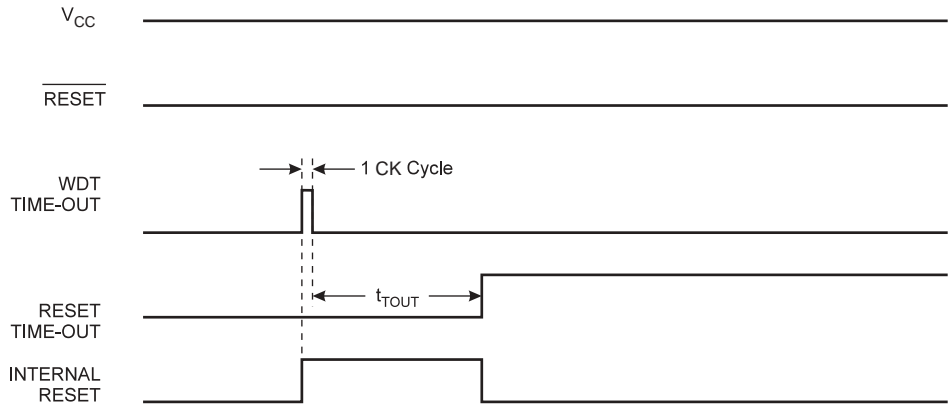 VCC
RESET
1 CK Cycle
WDT
TIME-OUT
tTOUT
RESET
TIME-OUT
INTERNAL
RESET